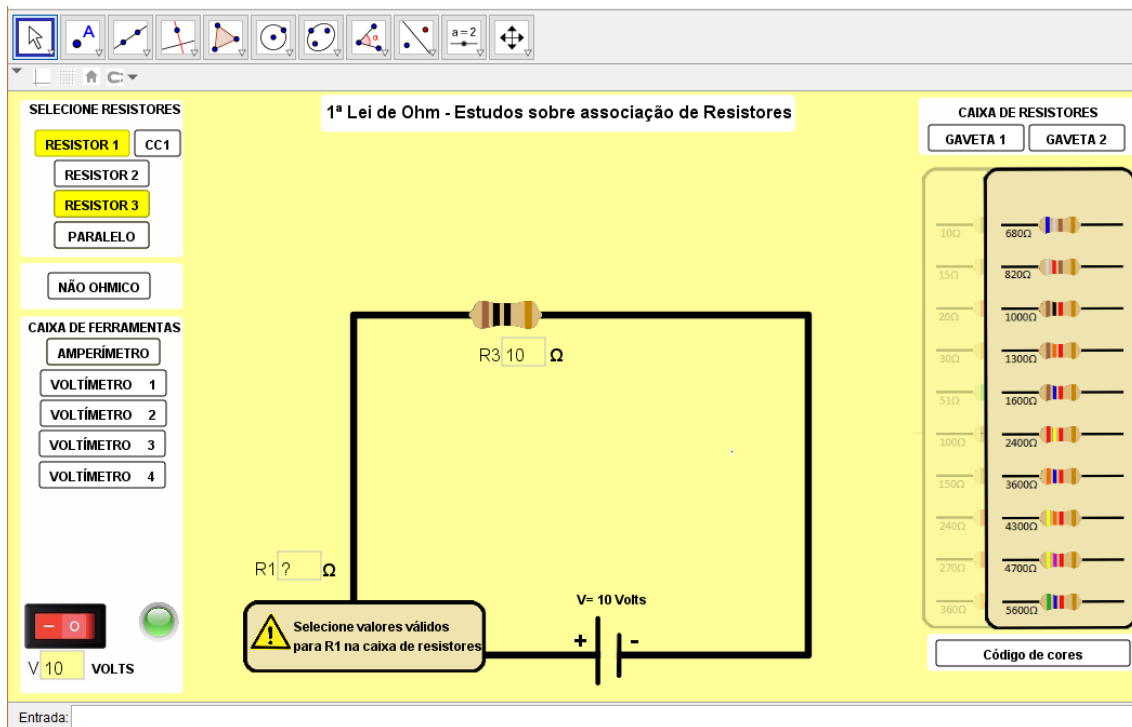 A
α
a=2
SELECIONE RESISTORES
RESISTOR 1
CC1
RESISTOR 2
RESISTOR 3
PARALELO
NÃO OHMICO
CAIXA DE FERRAMENTAS
AMPERÍMETRO
VOLTÍMETRO 1
VOLTÍMETRO 2
VOLTÍMETRO 3
VOLTÍMETRO 4
V 10 VOLTS
1ª Lei de Ohm - Estudos sobre associação de Resistores
R3 10 Ω
R1 ? Ω
Selecione valores válidos
para R1 na caixa de resistores
V= 10 Volts
+ -
CAIXA DE RESISTORES
GAVETA 1 GAVETA 2
10Ω 680Ω
15Ω 820Ω
20Ω 1000Ω
30Ω 1300Ω
51Ω 1600Ω
100Ω 2400Ω
150Ω 3600Ω
240Ω 4300Ω
270Ω 4700Ω
360Ω 5600Ω
Código de cores
Entrada: